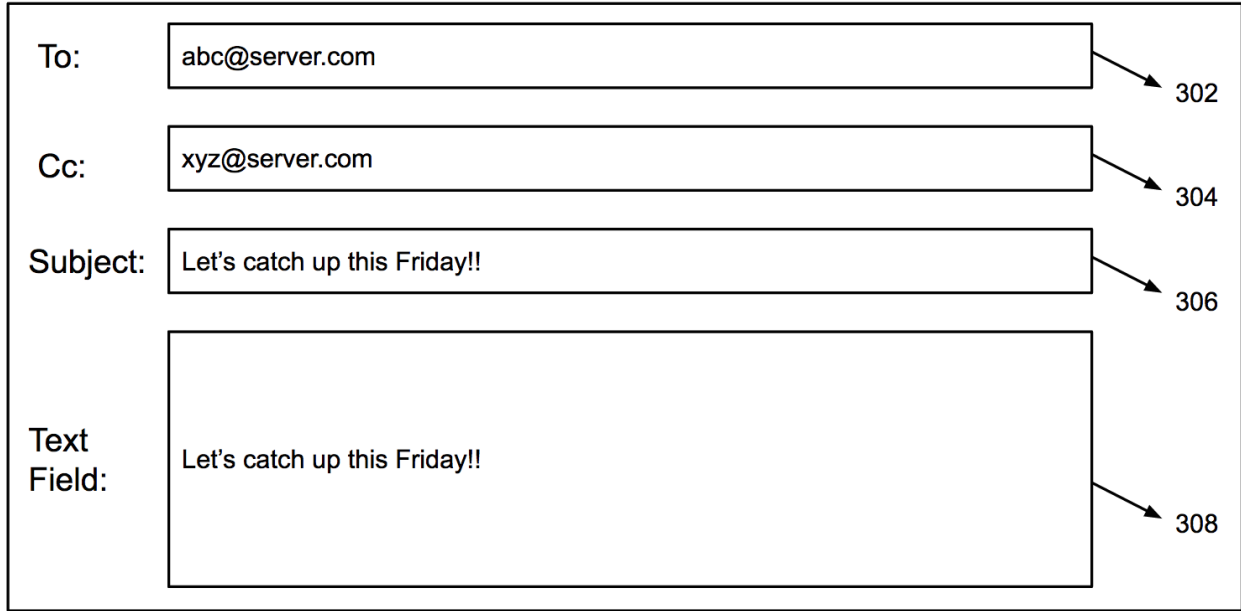 To:
abc@server.com
302
Cc:
xyz@server.com
304
Subject:
Let’s catch up this Friday!!
306
Text
Field:
Let’s catch up this Friday!!
308